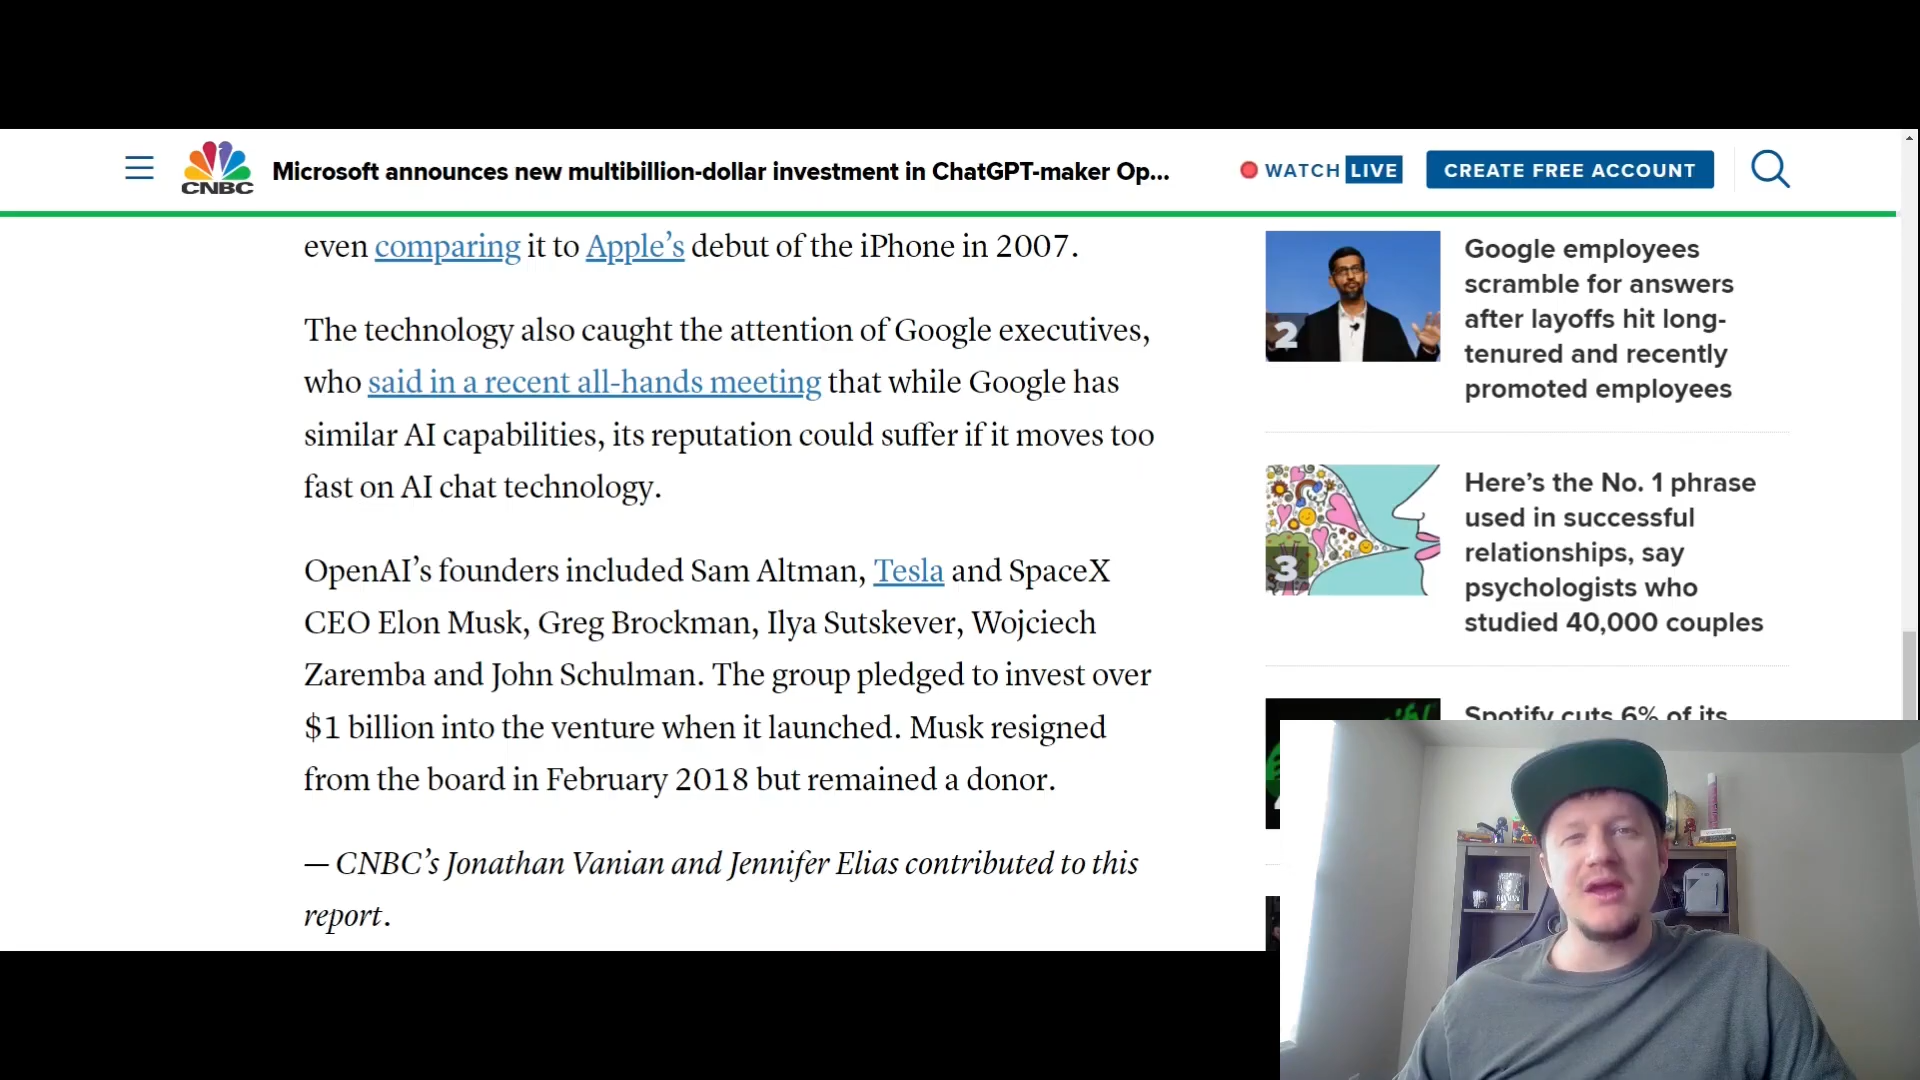 CNBC
Microsoft announces new multibillion-dollar investment in ChatGPT-maker Op...
WATCH LIVE
CREATE FREE ACCOUNT
even comparing it to Apple’s debut of the iPhone in 2007.
The technology also caught the attention of Google executives,
who said in a recent all-hands meeting that while Google has
similar AI capabilities, its reputation could suffer if it moves too
fast on AI chat technology.
OpenAI’s founders included Sam Altman, Tesla and SpaceX
CEO Elon Musk, Greg Brockman, Ilya Sutskever, Wojciech
Zaremba and John Schulman. The group pledged to invest over
$1 billion into the venture when it launched. Musk resigned
from the board in February 2018 but remained a donor.
— CNBC’s Jonathan Vanian and Jennifer Elias contributed to this
report.
2
Google employees
scramble for answers
after layoffs hit long-
tenured and recently
promoted employees
3
Here’s the No. 1 phrase
used in successful
relationships, say
psychologists who
studied 40,000 couples
Spotify cuts 6% of its